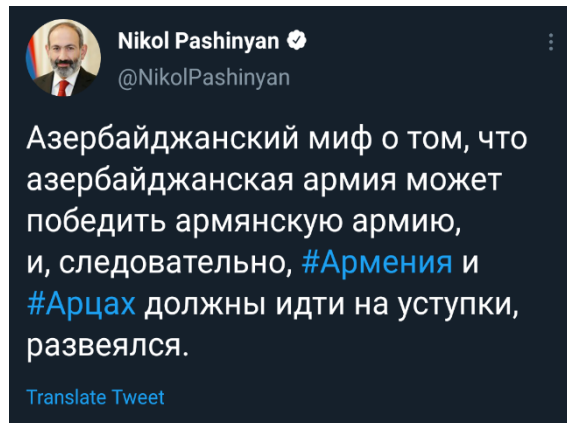 Nikol Pashinyan
@NikolPashinyan
Азербайджанский миф о том, что
азербайджанская армия может
победить армянскую армию,
и, следовательно, #Армения и
#Арцах должны идти на уступки,
развеялся.
Translate Tweet